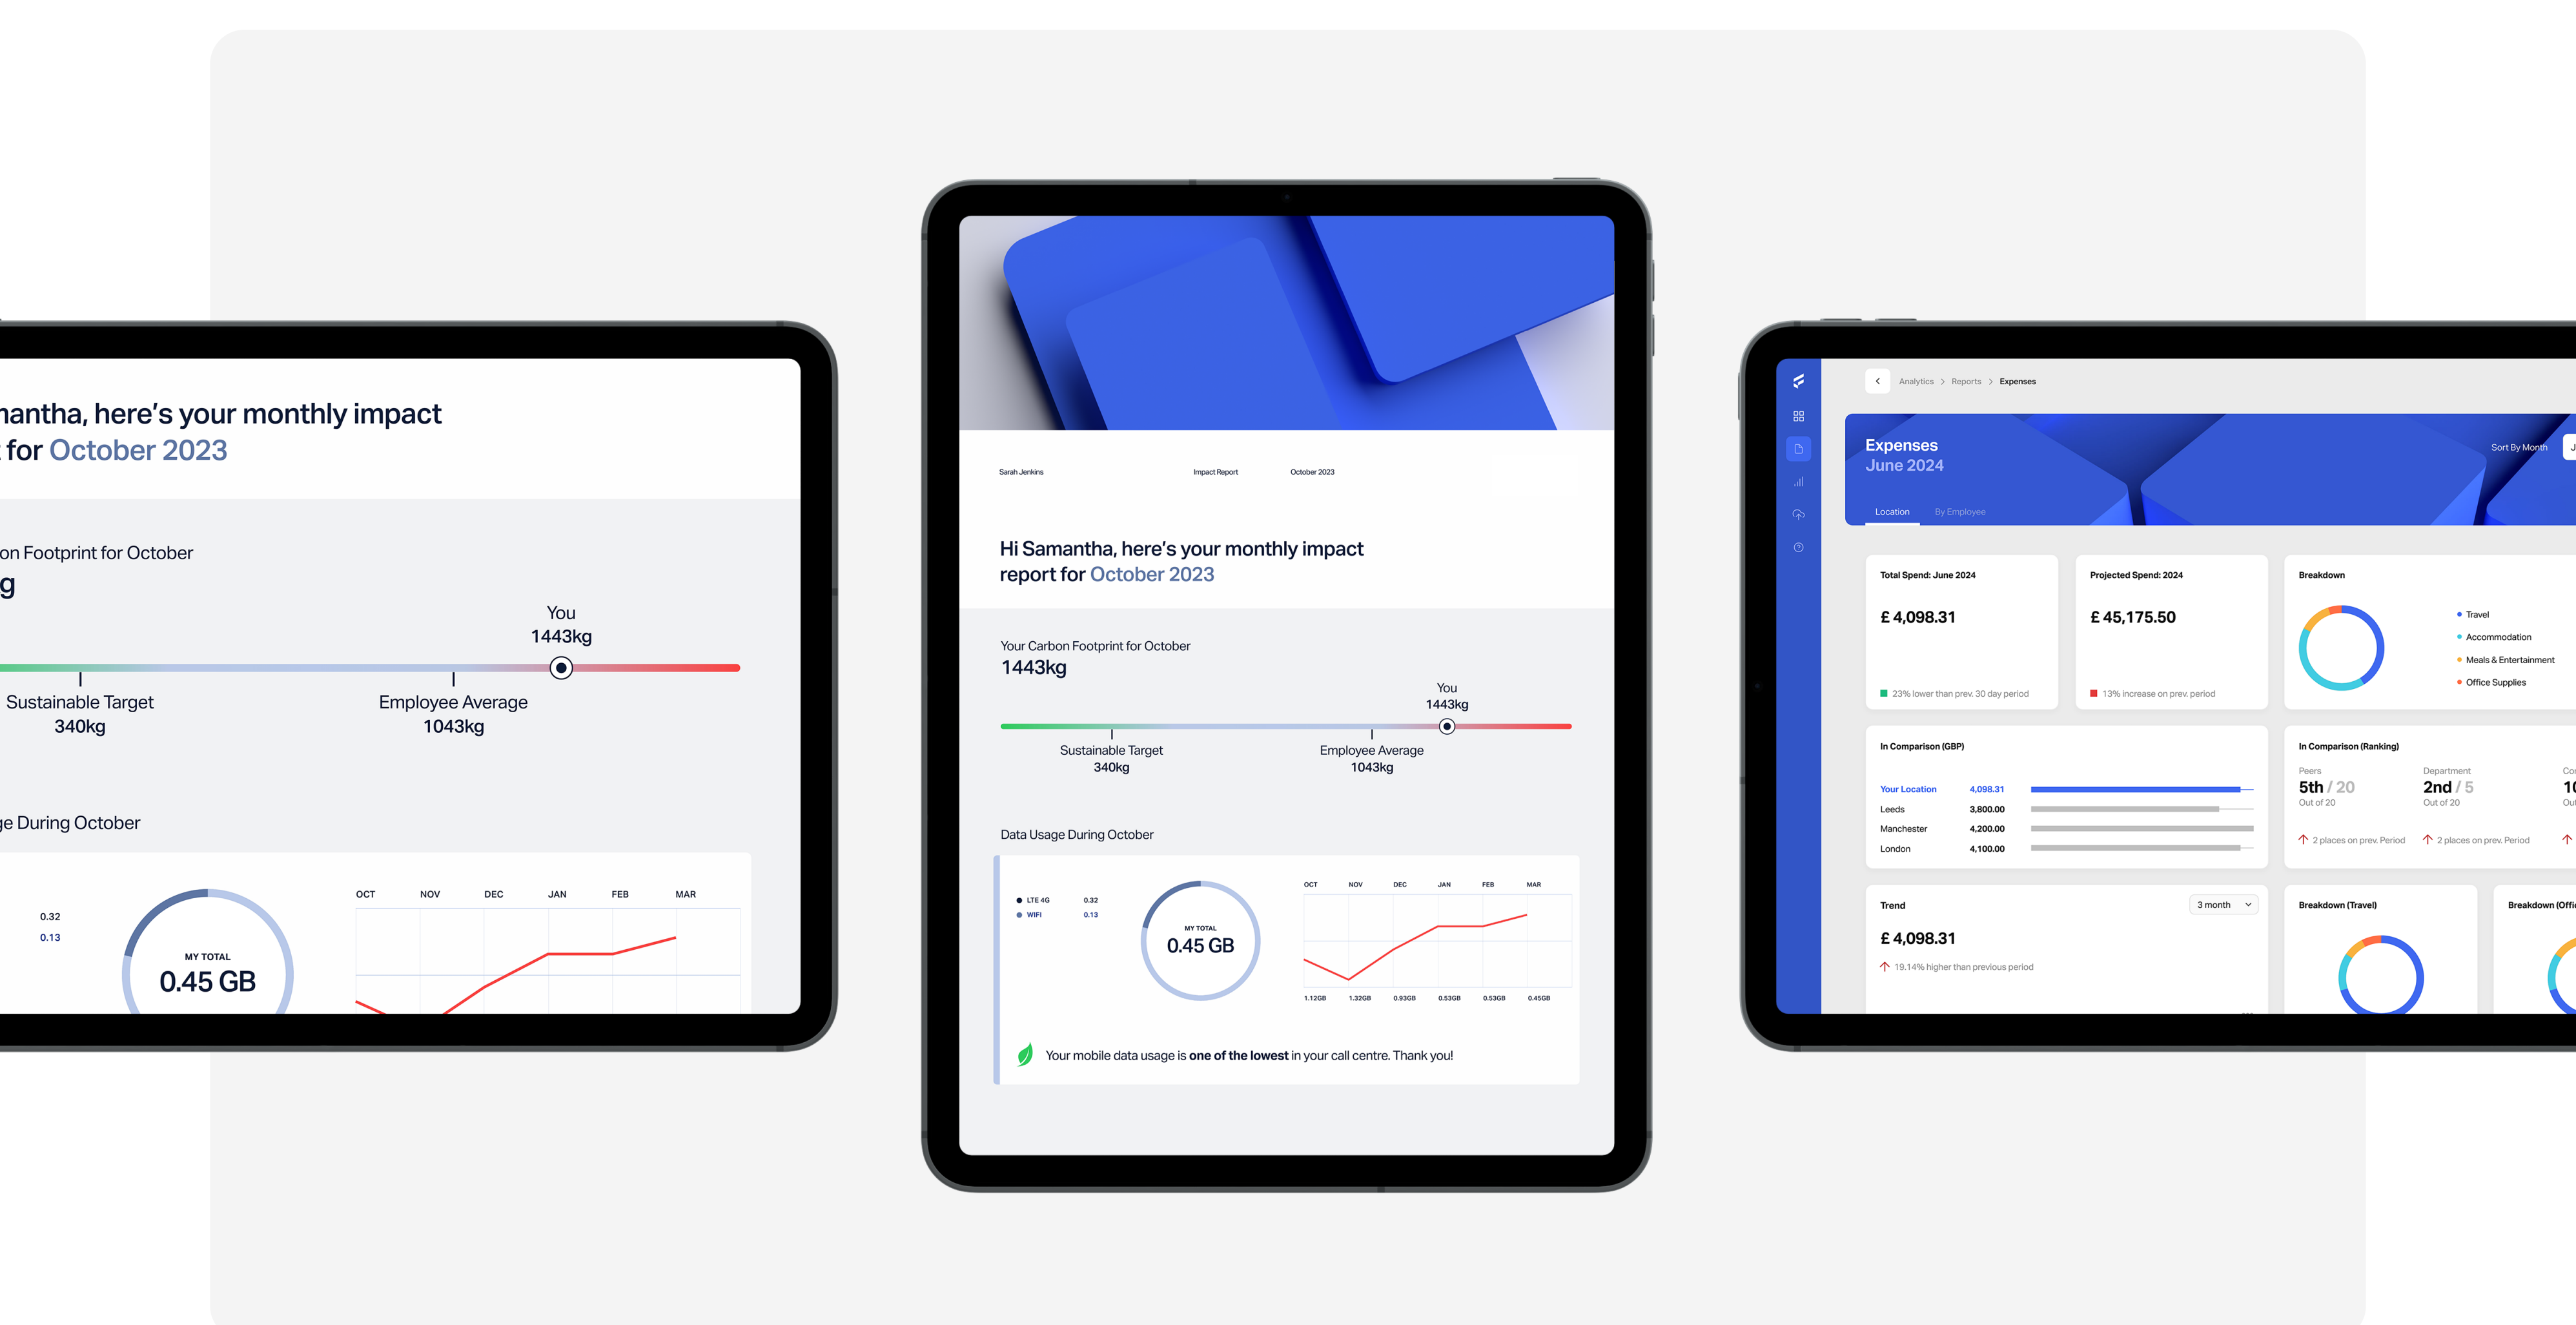 mantha, here's your monthly impact
for October 2023
on Footprint for October
g
You
1443kg
Sustainable Target
340kg
Employee Average
1043kg
ge During October
0.32
0.13
MY TOTAL
0.45 GB
OCT NOV DEC JAN FEB MAR
Sarah Jenkins Impact Report October 2023
Hi Samantha, here's your monthly impact
report for October 2023
Your Carbon Footprint for October
1443kg
You
1443kg
Sustainable Target
340kg
Employee Average
1043kg
Data Usage During October
LTE 4G 0.32
WIFI 0.13
MY TOTAL
0.45 GB
OCT NOV DEC JAN FEB MAR
1.12GB 1.32GB 0.93GB 0.53GB 0.53GB 0.45GB
Your mobile data usage is one of the lowest in your call centre. Thank you!
Analytics > Reports > Expenses
Expenses
June 2024
Sort By Month J
Location By Employee
Total Spend: June 2024
£ 4,098.31
23% lower than prev. 30 day period
Projected Spend: 2024
£ 45,175.50
13% increase on prev. period
Breakdown
Travel
Accommodation
Meals & Entertainment
Office Supplies
In Comparison (GBP)
Your Location 4,098.31
Leeds 3,800.00
Manchester 4,200.00
London 4,100.00
In Comparison (Ranking)
Peers
5th / 20
Out of 20
2 places on prev. Period
Department
2nd / 5
Out of 20
2 places on prev. Period
Co
10
Out
Trend
3 month
£ 4,098.31
19.14% higher than previous period
Breakdown (Travel)
Breakdown (Offi